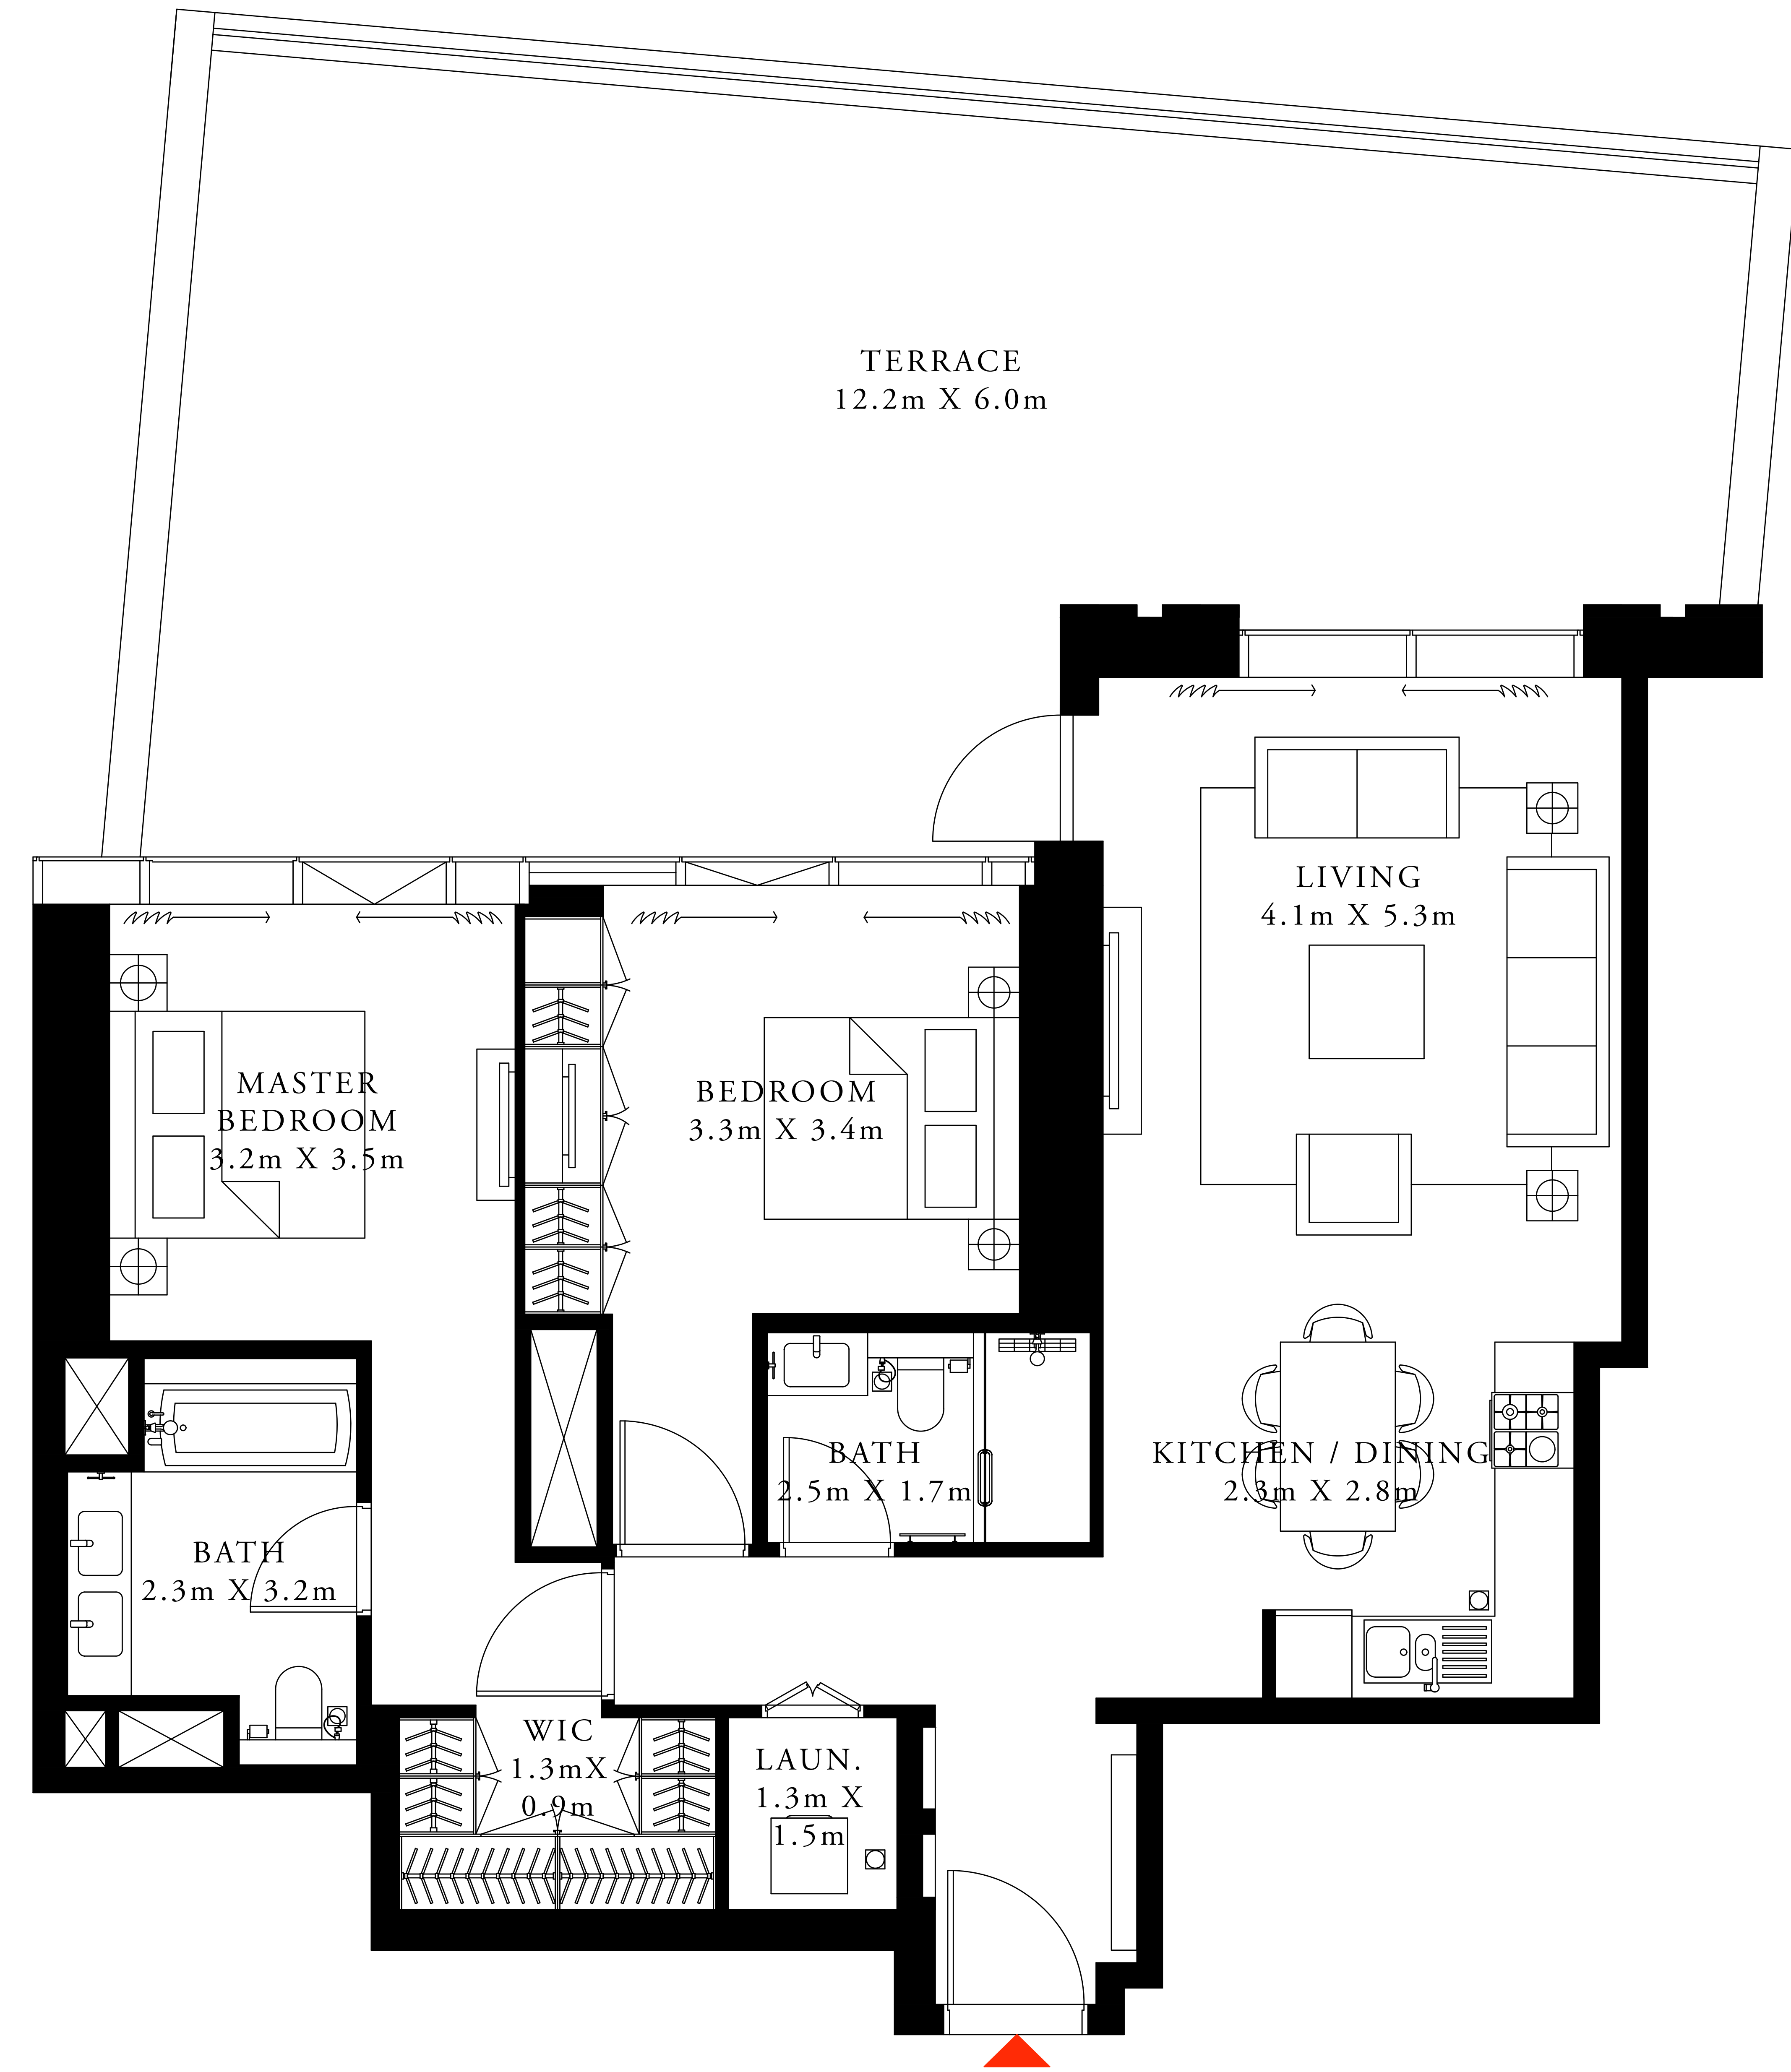 TERRACE
12.2m X 6.0m
LIVING
4.1m X 5.3m
MASTER
BEDROOM
3.2m X 3.5m
BEDROOM
3.3m X 3.4m
BATH
2.5m X 1.7m
KITCHEN / DINING
2.3m X 2.8m
BATH
2.3m X 3.2m
WIC
1.3mX
0.9m
LAUN.
1.3m X
1.5m